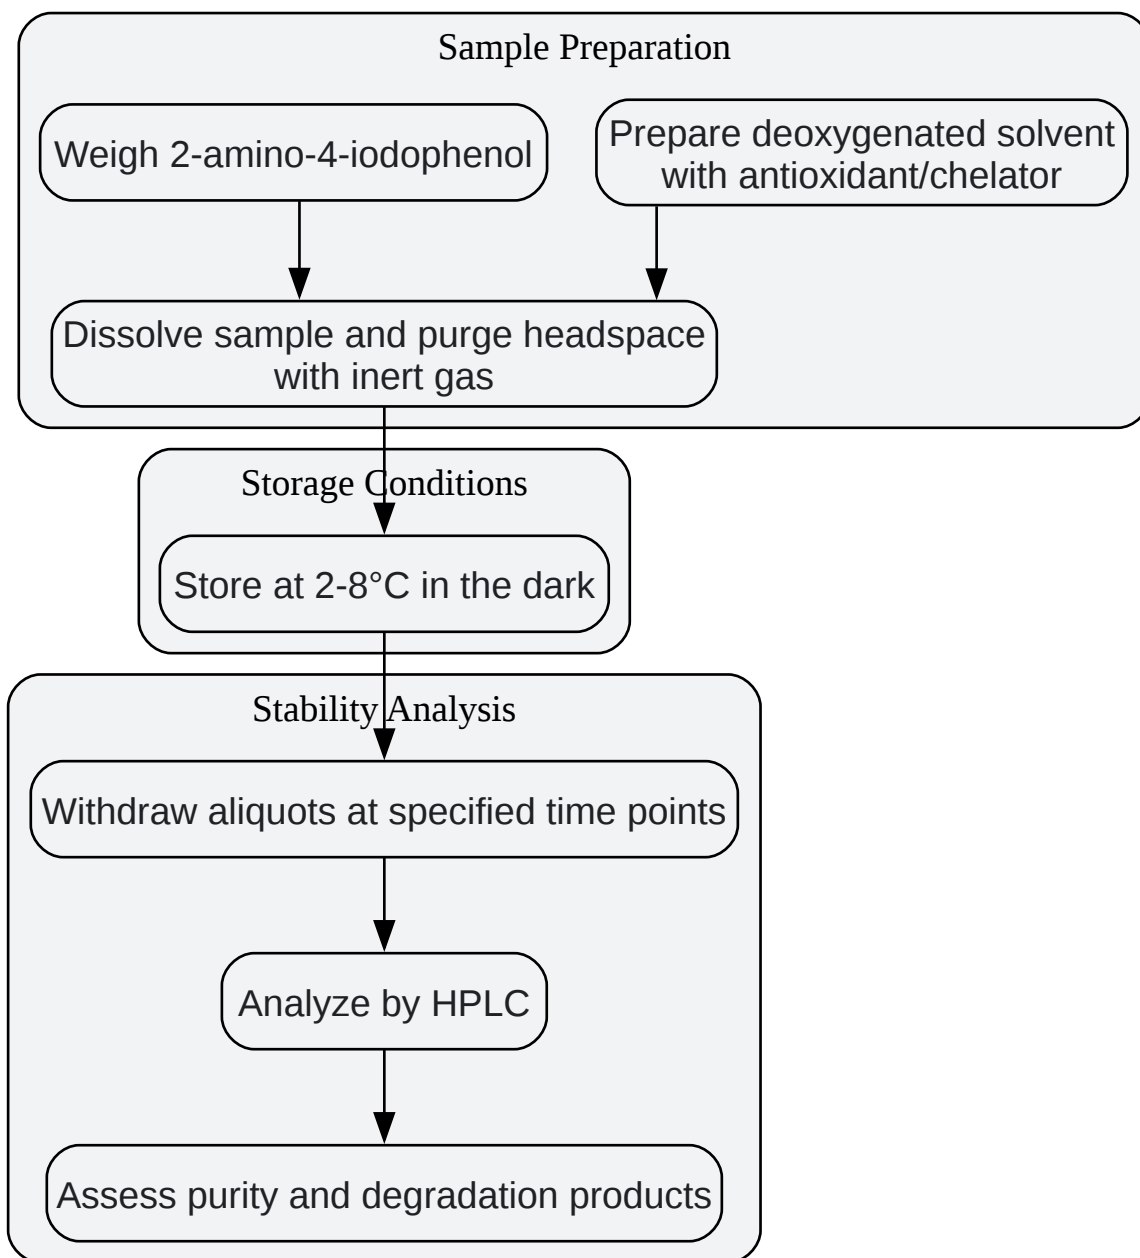 Sample Preparation
Weigh 2-amino-4-iodophenol
Prepare deoxygenated solvent
with antioxidant/chelator
Dissolve sample and purge headspace
with inert gas
Storage Conditions
Store at 2-8°C in the dark
Stability Analysis
Withdraw aliquots at specified time points
Analyze by HPLC
Assess purity and degradation products